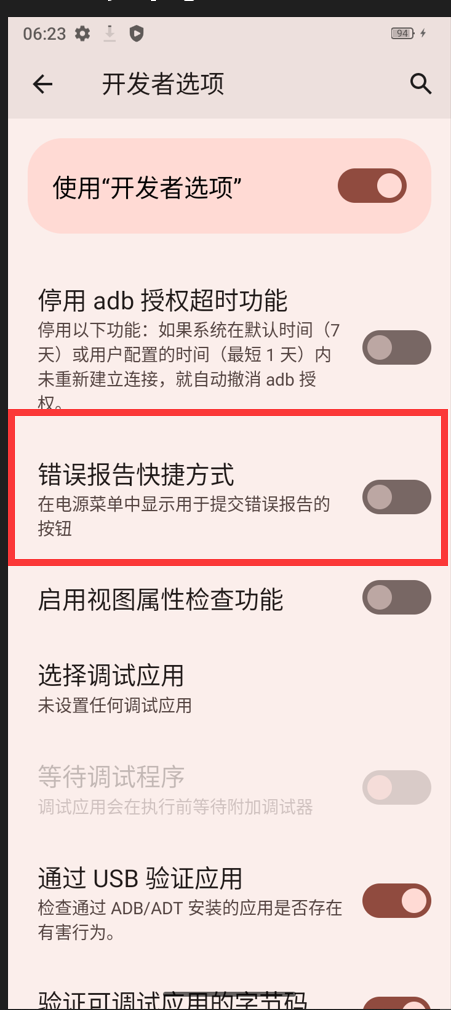 06:23
94
开发者选项
使用“开发者选项”
停用 adb 授权超时功能
停用以下功能：如果系统在默认时间（7
天）或用户配置的时间（最短 1 天）内
未重新建立连接，就自动撤消 adb 授
权。
错误报告快捷方式
在电源菜单中显示用于提交错误报告的
按钮
启用视图属性检查功能
选择调试应用
未设置任何调试应用
等待调试程序
调试应用会在执行前等待附加调试器
通过 USB 验证应用
检查通过 ADB/ADT 安装的应用是否存在
有害行为。
验证可调试应用的字节码